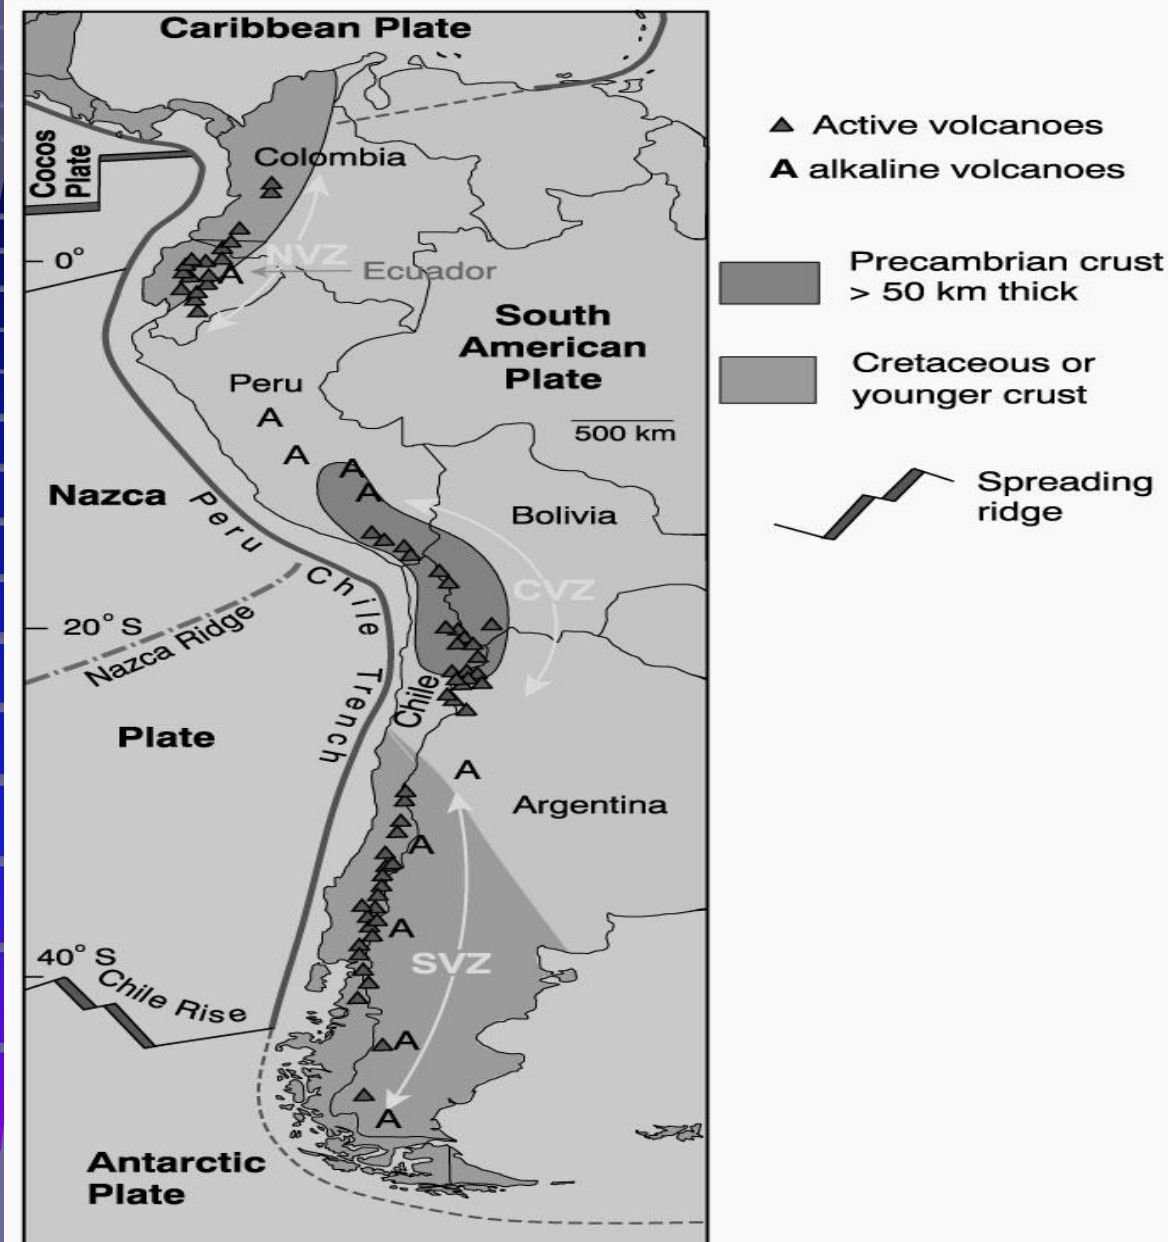 Caribbean Plate
Cocos
Plate
Colombia
NVZ
0°
A
Ecuador
South
American
Plate
Peru
A
500 km
A
A
A
Nazca
Peru Chile Trench
Bolivia
CVZ
20° S
Nazca Ridge
Chile
Plate
A
Argentina
A
A
40° S
SVZ
Chile Rise
A
A
Antarctic
Plate
Active volcanoes
A alkaline volcanoes
Precambrian crust
> 50 km thick
Cretaceous or
younger crust
Spreading
ridge